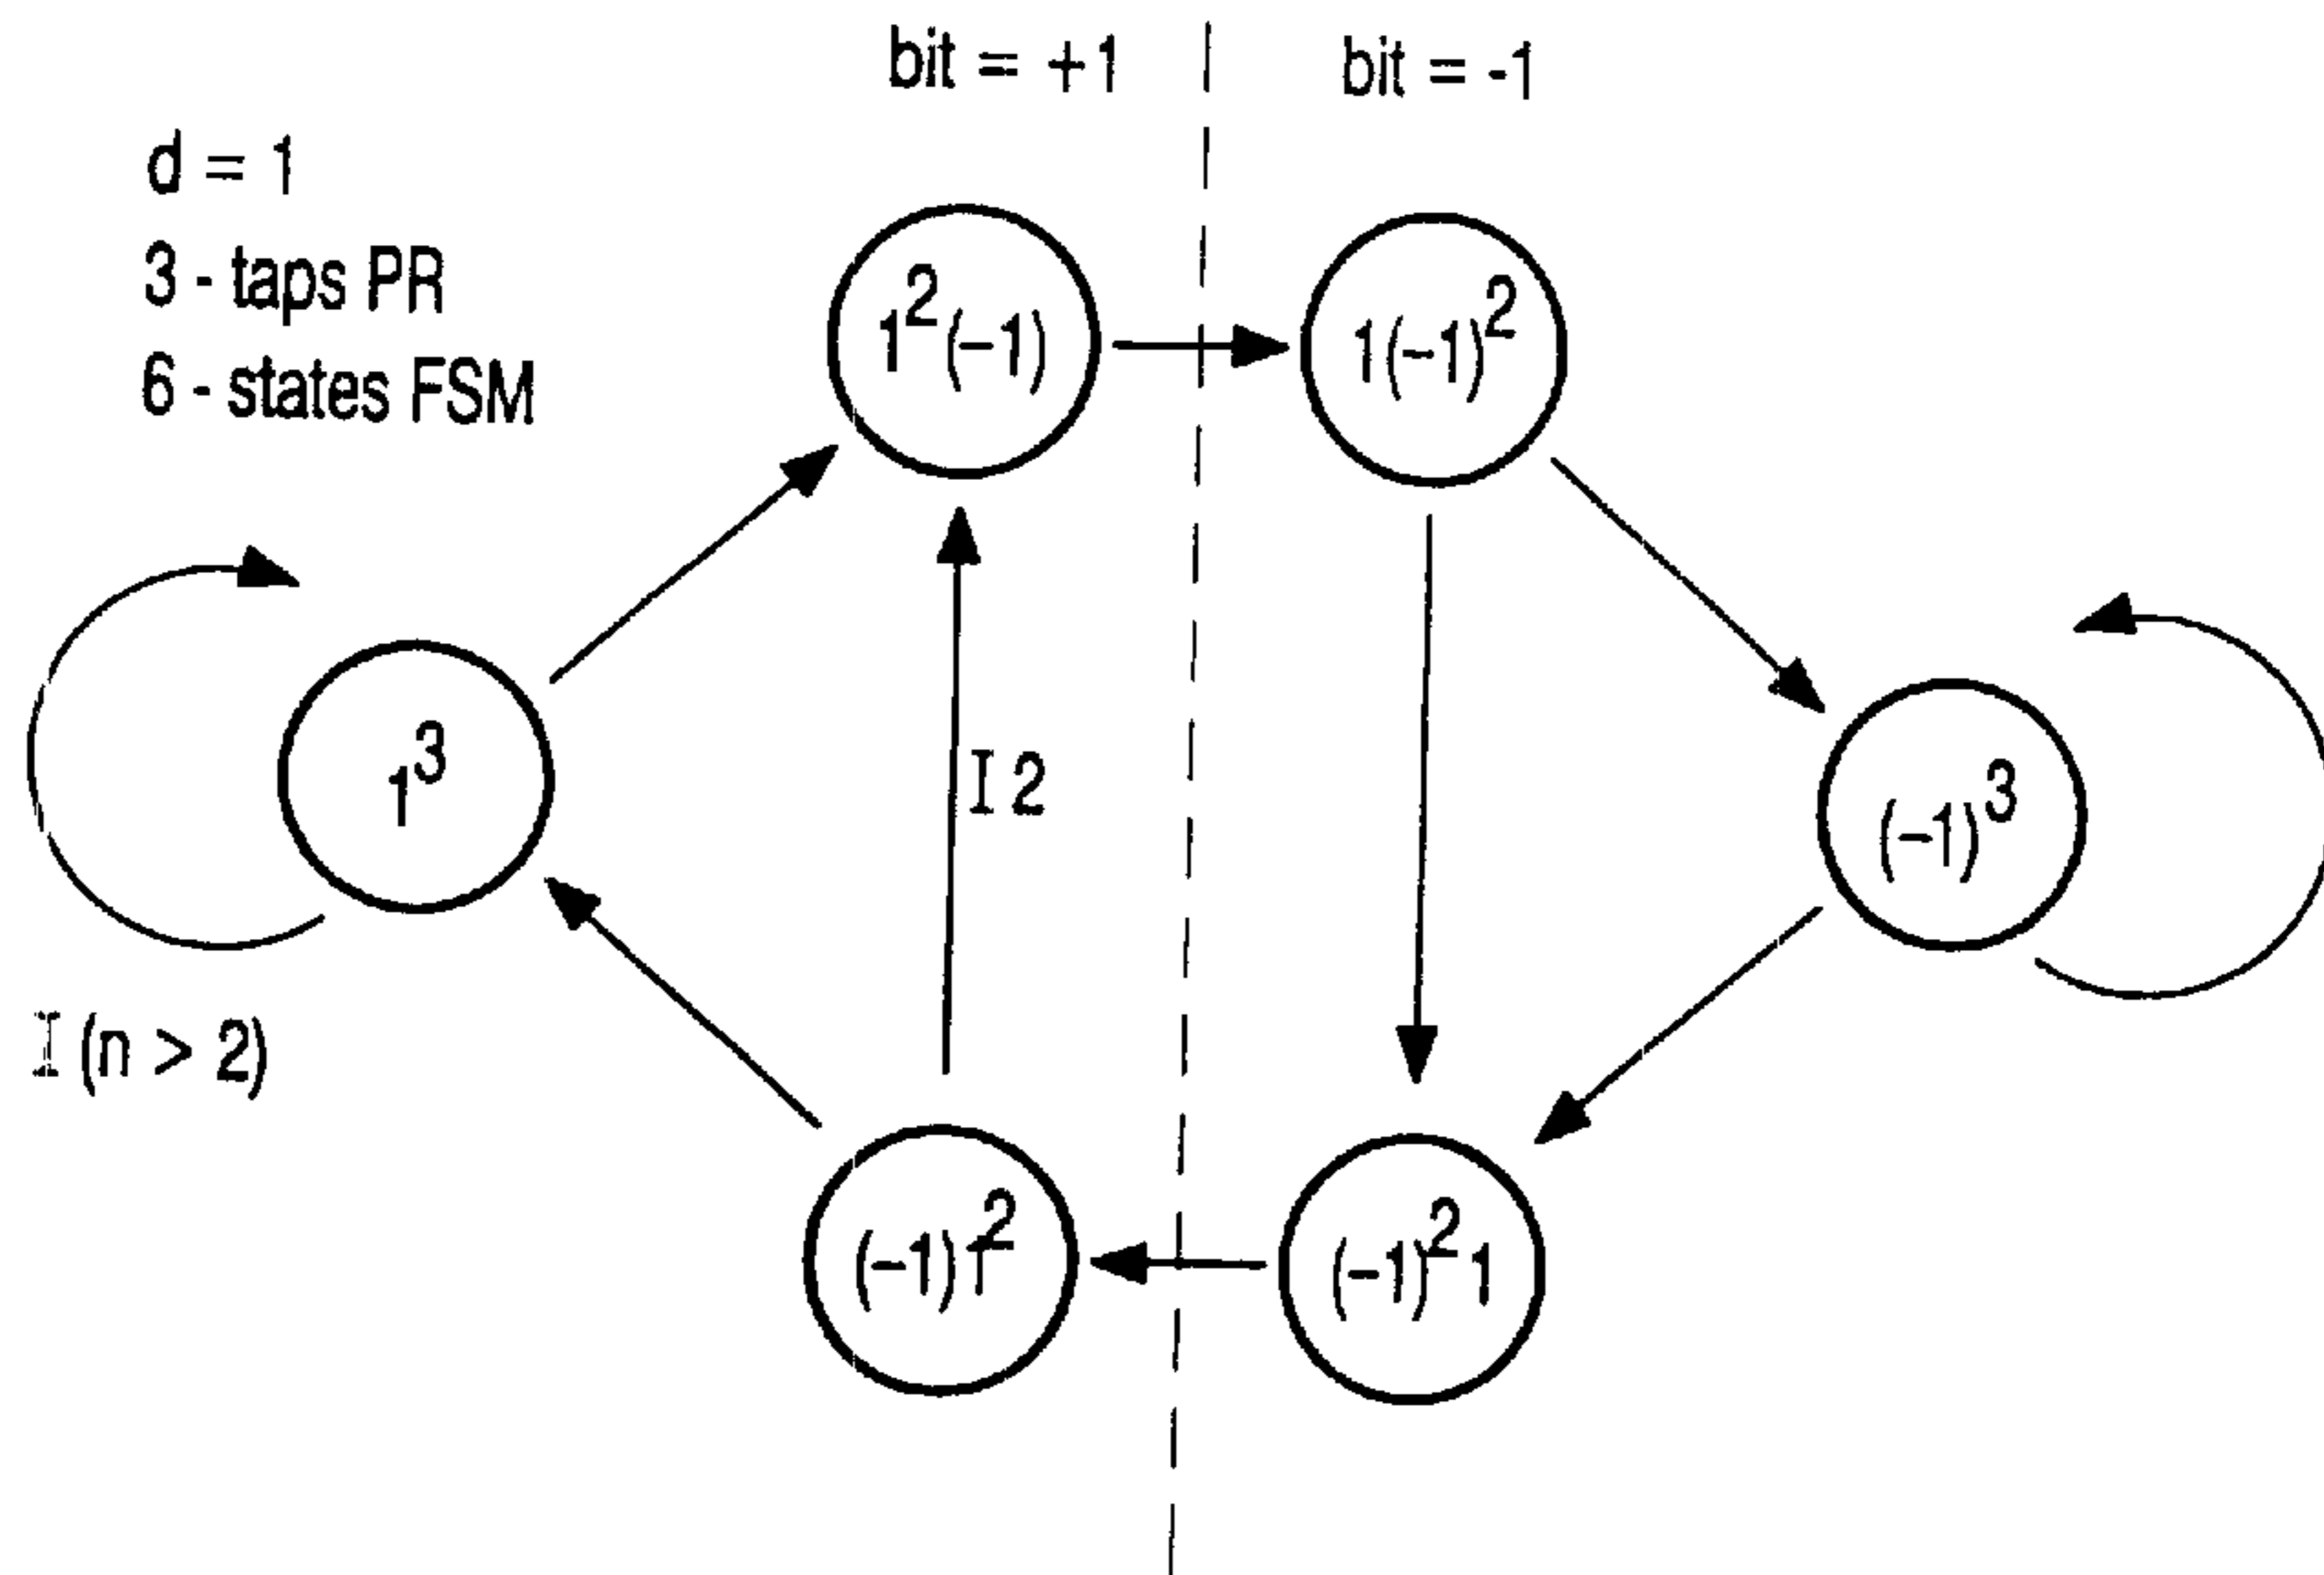 bit = +1
bit = -1
d = 1
3 - taps PR
6 - states FSM
1²(−1)
1(−1)²
1³
I2
(−1)³
I(n > 2)
(−1)1²
(−1)²1